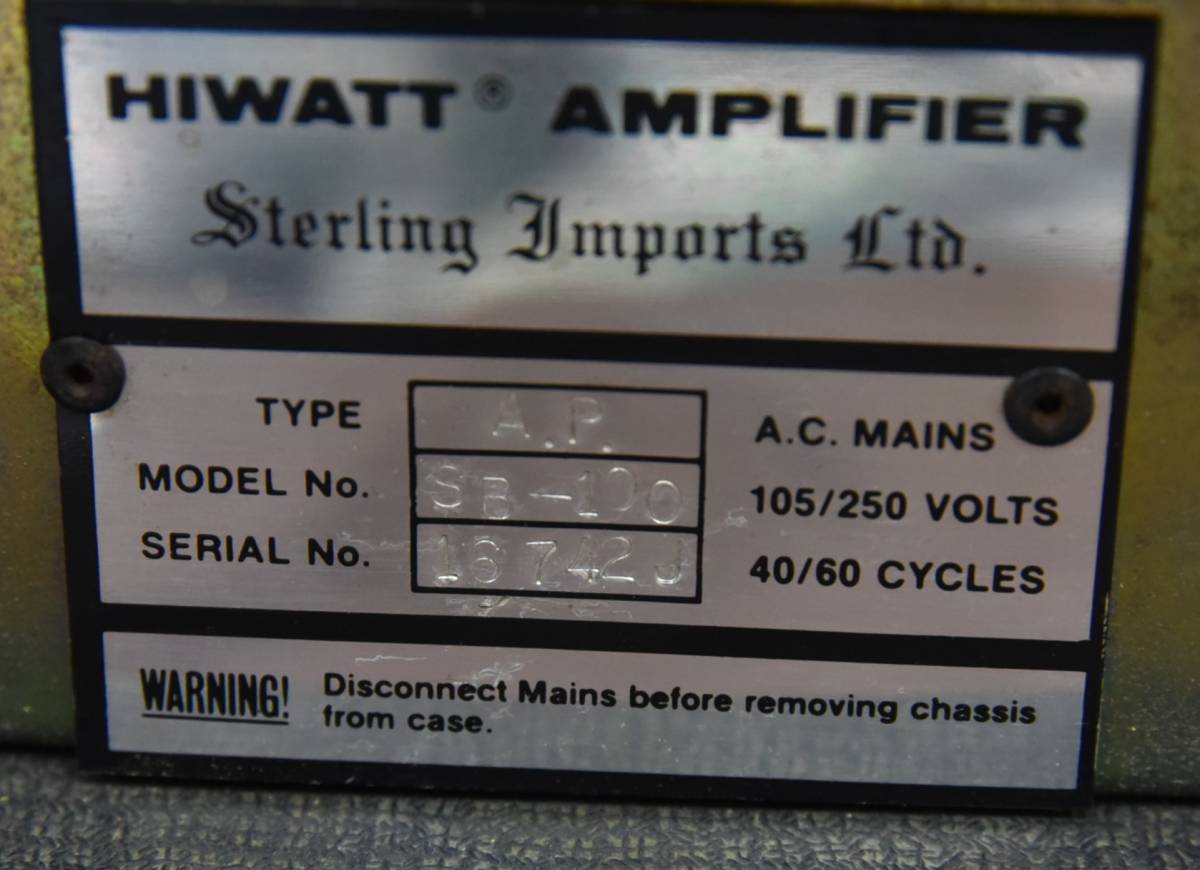 HIWATT® AMPLIFIER
Sterling Imports Ltd.
TYPE A.P. A.C. MAINS
MODEL No. SB-100 105/250 VOLTS
SERIAL No. 16742J 40/60 CYCLES
WARNING! Disconnect Mains before removing chassis
from case.